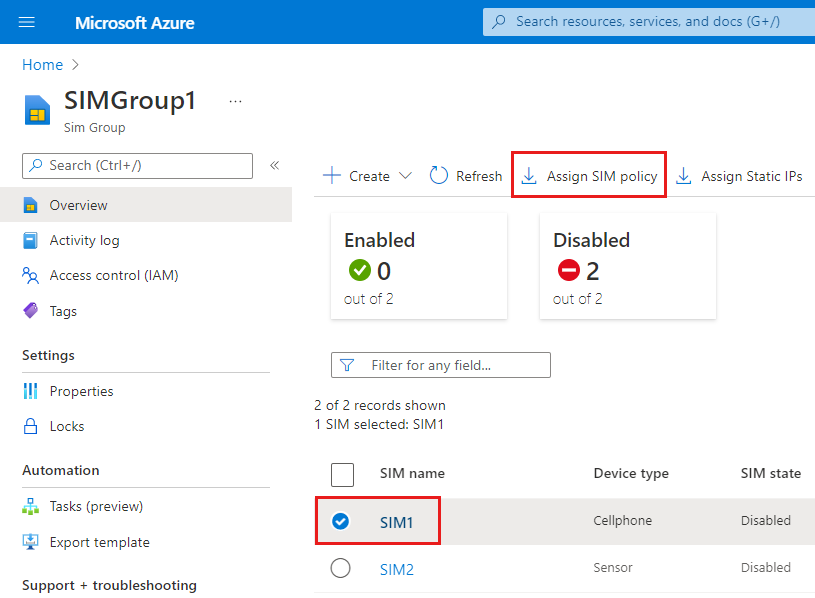 Microsoft Azure
Search resources, services, and docs (G+/)
Home
SIMGroup1 ...
Sim Group
Search (Ctrl+/)
Create
Refresh
Assign SIM policy
Assign Static IPs
Overview
Activity log
Access control (IAM)
Tags
Settings
Properties
Locks
Automation
Tasks (preview)
Export template
Support + troubleshooting
Enabled
0
out of 2
Disabled
2
out of 2
Filter for any field...
2 of 2 records shown
1 SIM selected: SIM1
SIM name Device type SIM state
SIM1 Cellphone Disabled
SIM2 Sensor Disabled